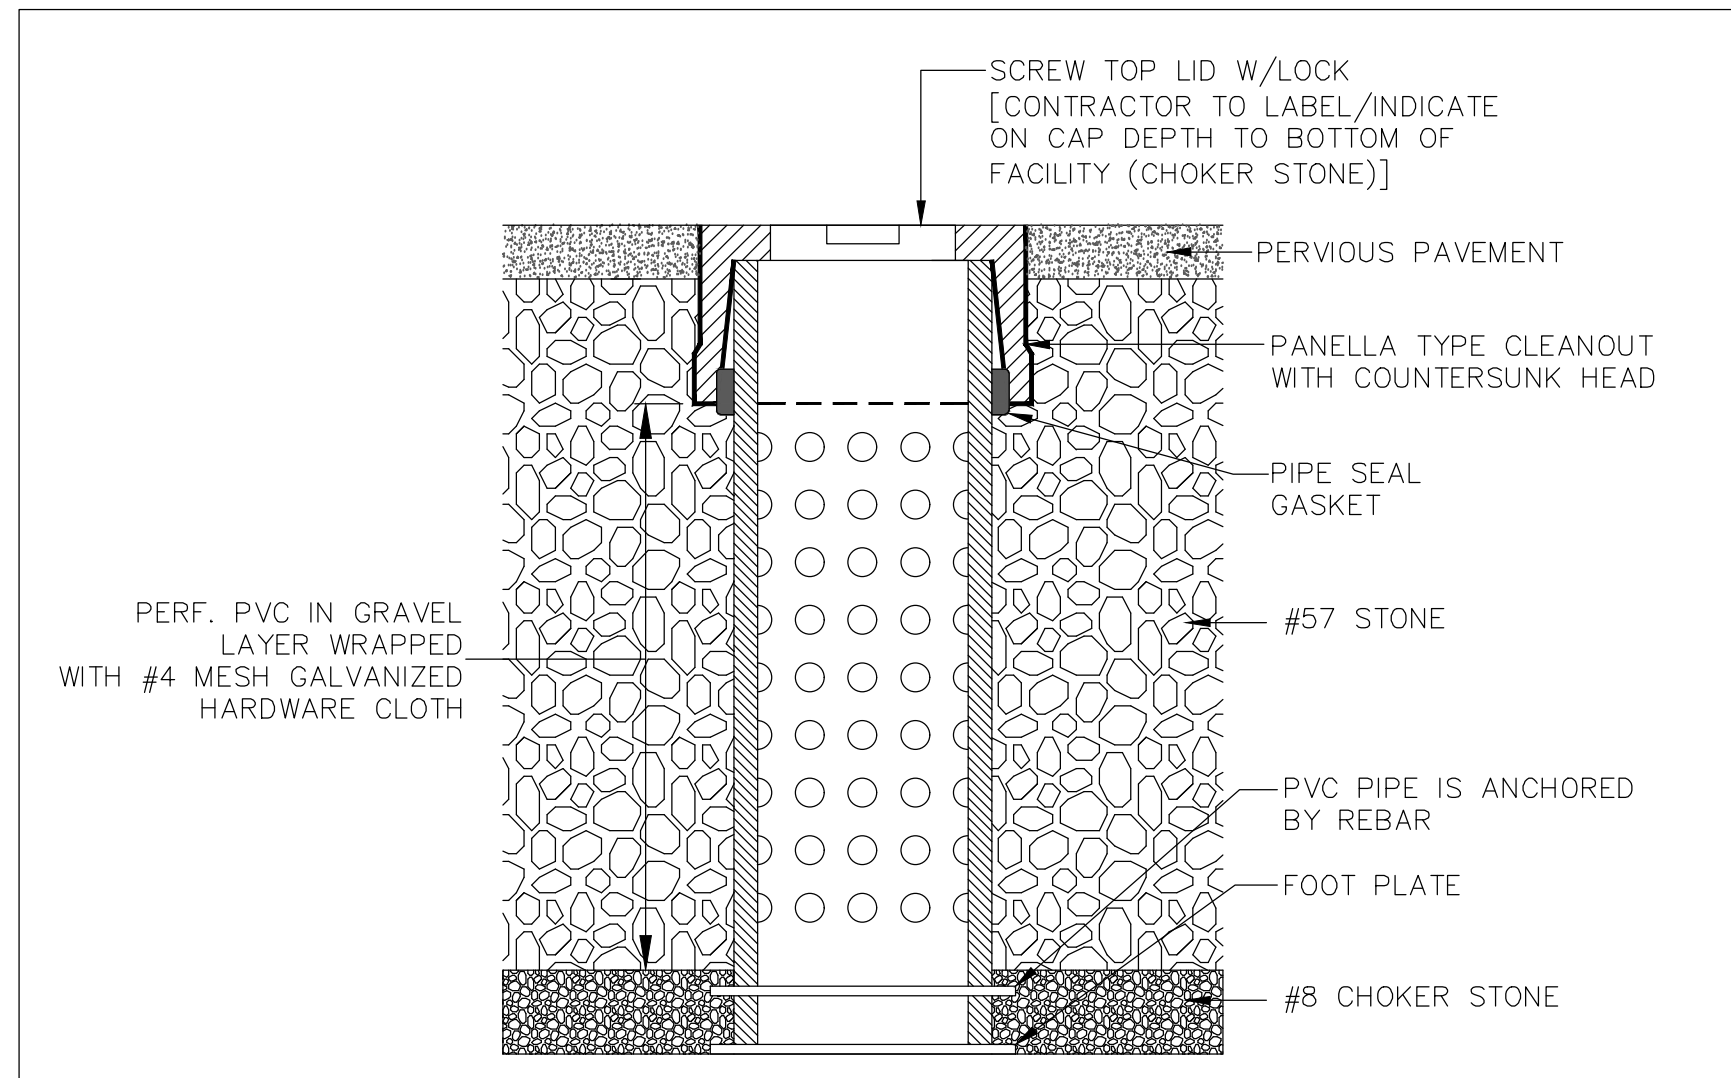 SCREW TOP LID W/LOCK
[CONTRACTOR TO LABEL/INDICATE
ON CAP DEPTH TO BOTTOM OF
FACILITY (CHOKER STONE)]
PERVIOUS PAVEMENT
PANELLA TYPE CLEANOUT
WITH COUNTERSUNK HEAD
PIPE SEAL
GASKET
PERF. PVC IN GRAVEL
LAYER WRAPPED
WITH #4 MESH GALVANIZED
HARDWARE CLOTH
#57 STONE
PVC PIPE IS ANCHORED
BY REBAR
FOOT PLATE
#8 CHOKER STONE